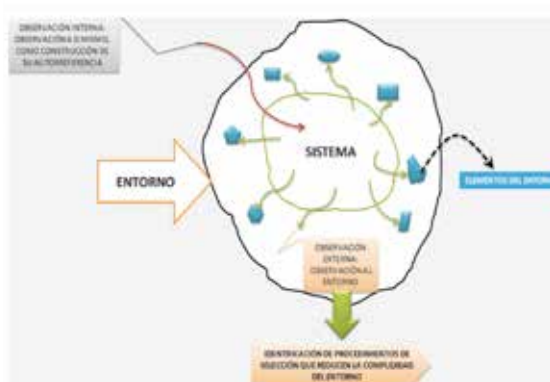 OBSERVACIÓN INTERNA:
OBSERVACIÓN A SI MISMO,
COMO CONSTRUCCIÓN DE
SU AUTORREFERENCIA
SISTEMA
ENTORNO
ELEMENTOS DEL ENTORNO
OBSERVACIÓN
EXTERNA:
OBSERVACIÓN AL
ENTORNO
IDENTIFICACIÓN DE PROCEDIMIENTOS DE
SELECCIÓN QUE REDUCEN LA COMPLEJIDAD
DEL ENTORNO